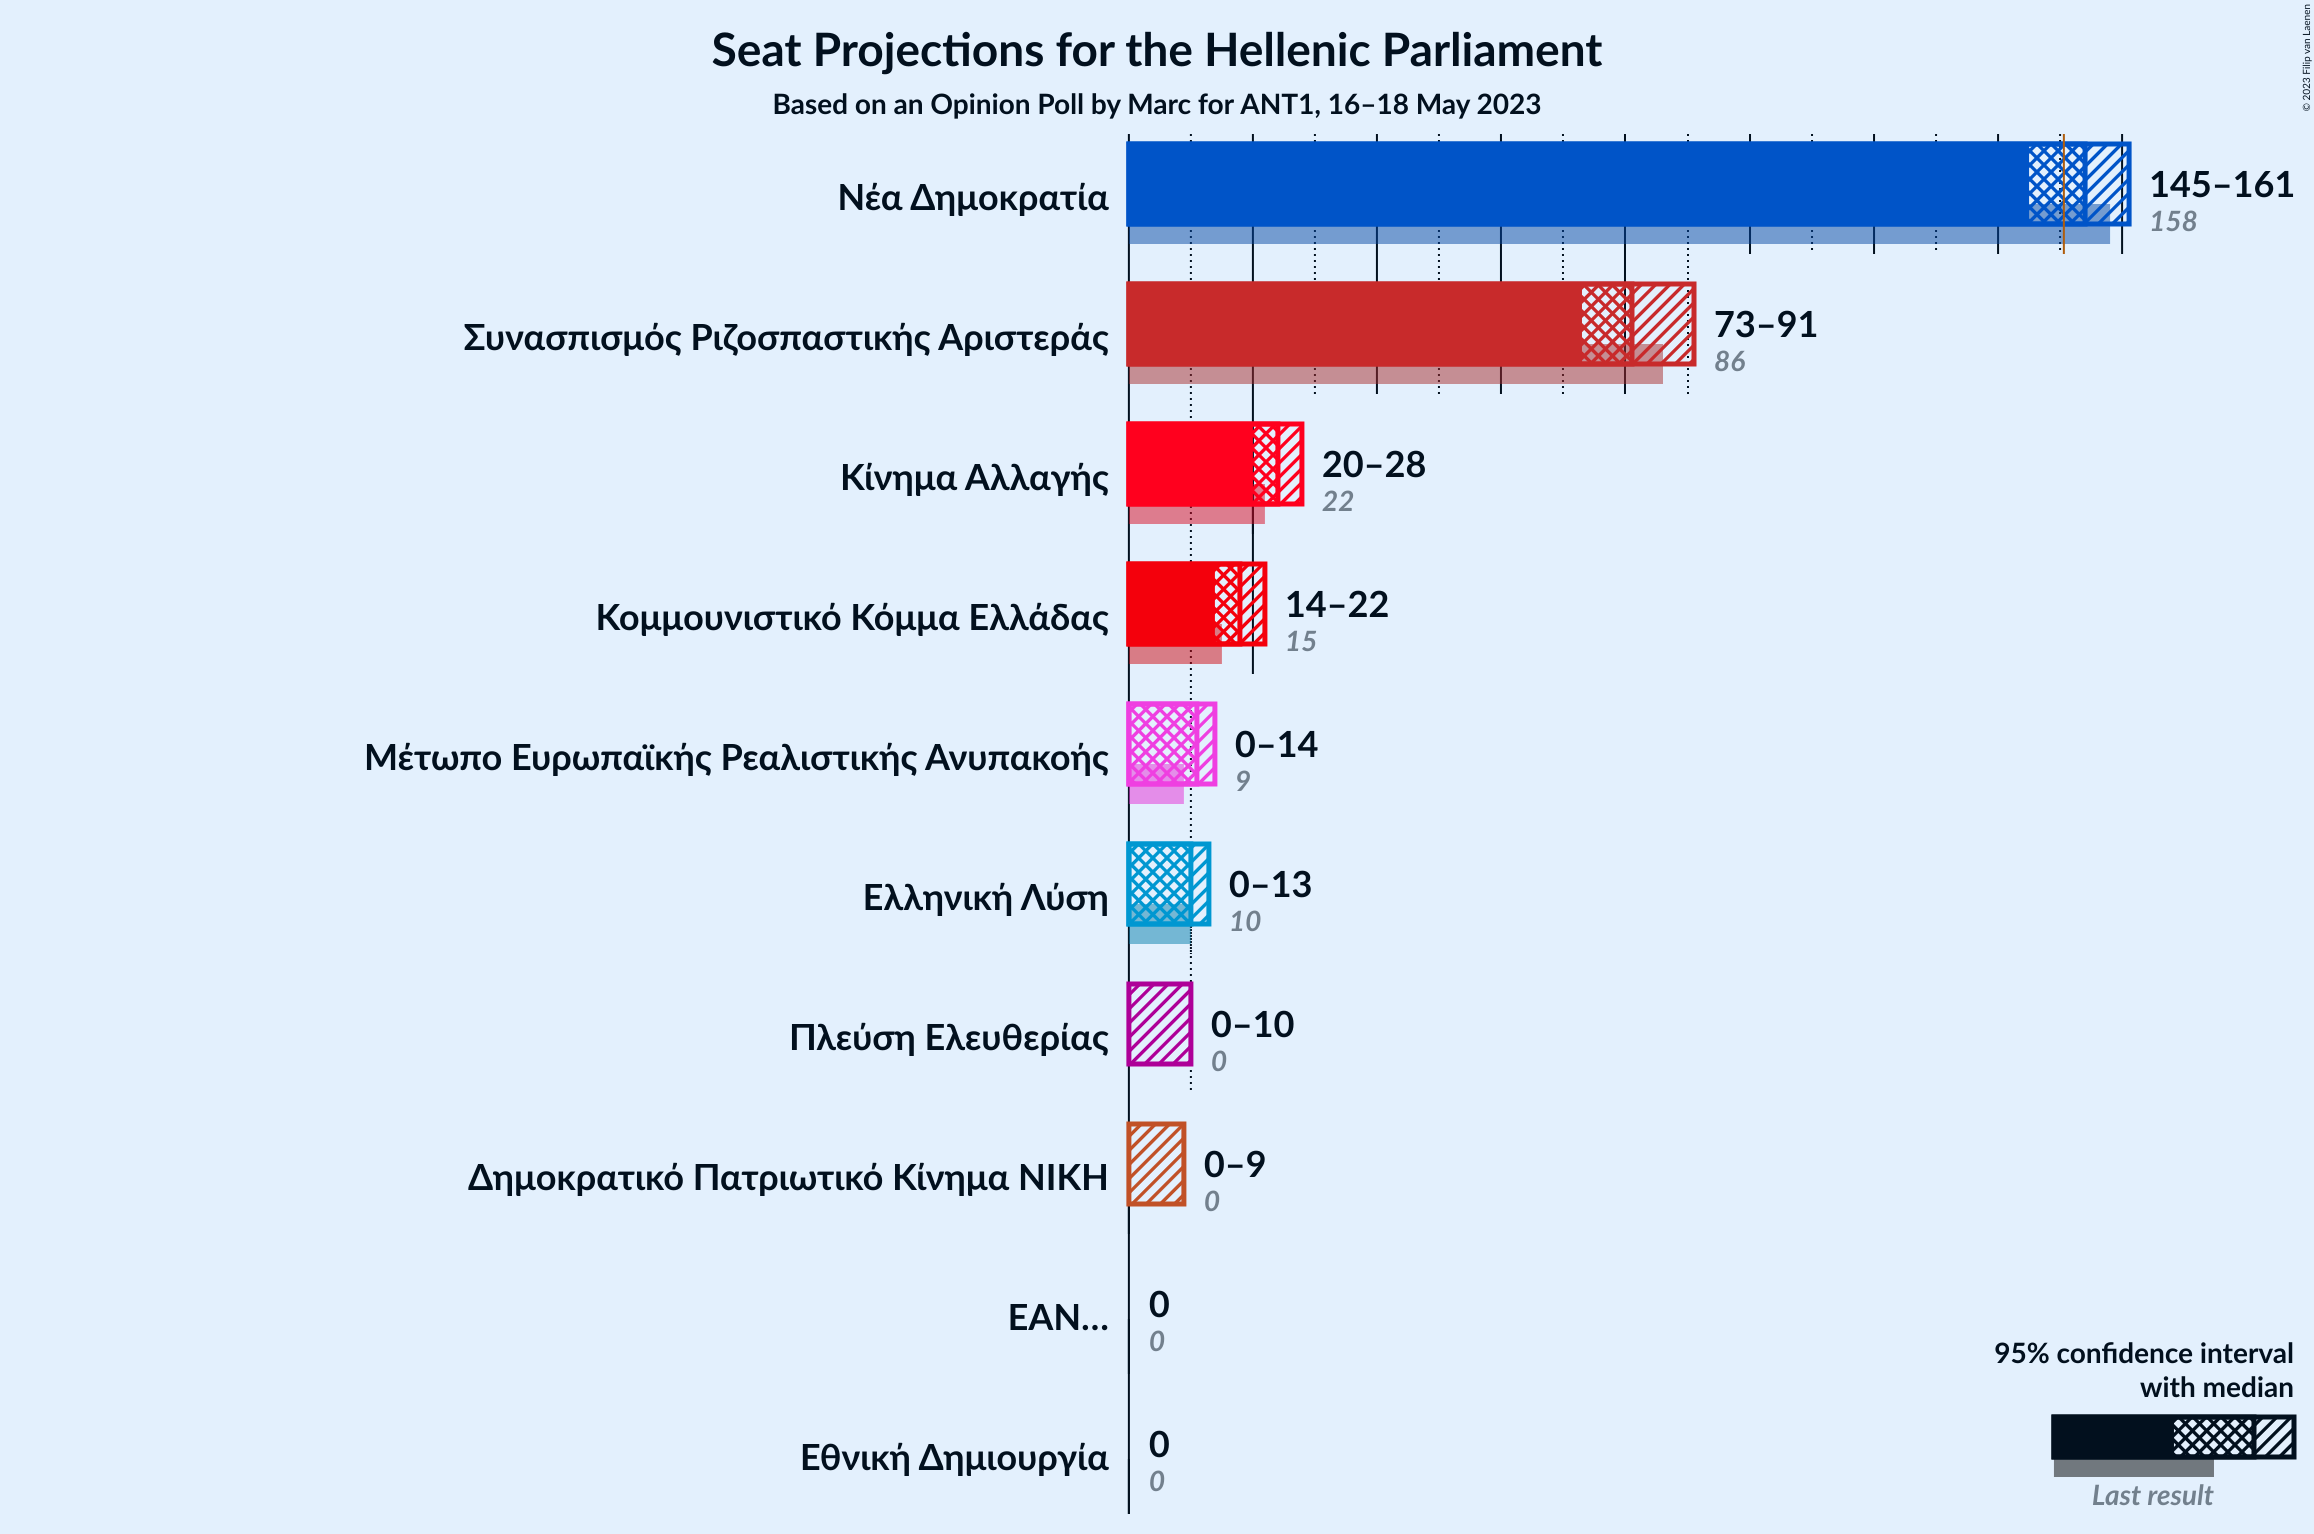 Seat Projections for the Hellenic Parliament
Based on an Opinion Poll by Marc for ANT1, 16–18 May 2023
© 2023 Filip van Laenen
Νέα Δημοκρατία
145–161
158
Συνασπισμός Ριζοσπαστικής Αριστεράς
73–91
86
Κίνημα Αλλαγής
20–28
22
Κομμουνιστικό Κόμμα Ελλάδας
14–22
15
Μέτωπο Ευρωπαϊκής Ρεαλιστικής Ανυπακοής
0–14
9
Ελληνική Λύση
0–13
10
Πλεύση Ελευθερίας
0–10
0
Δημοκρατικό Πατριωτικό Κίνημα ΝΙΚΗ
0–9
0
ΕΑΝ…
0
0
Εθνική Δημιουργία
0
0
95% confidence interval
with median
Last result